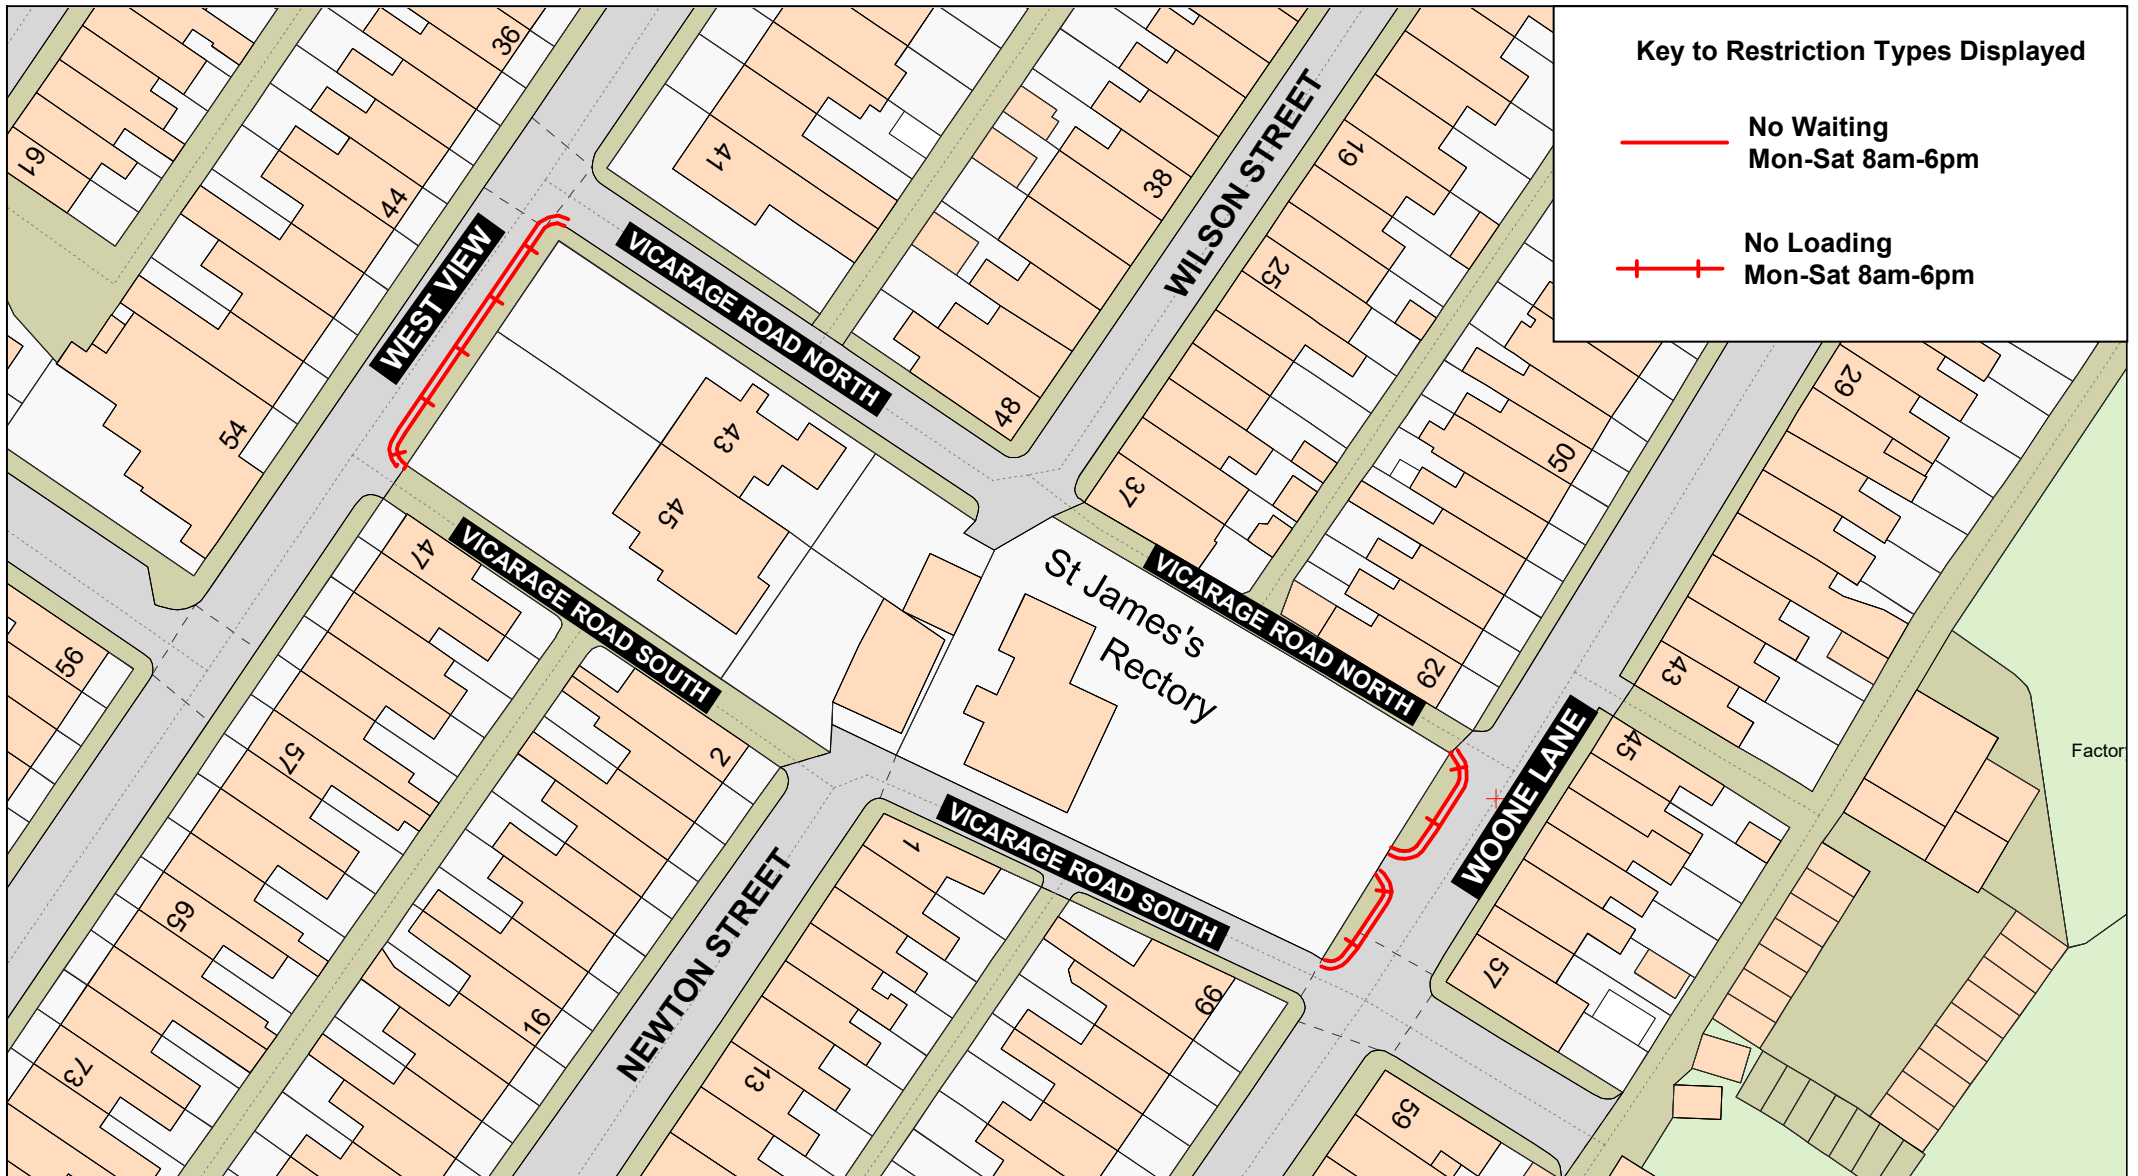 Key to Restriction Types Displayed
No Waiting
Mon-Sat 8am-6pm
No Loading
Mon-Sat 8am-6pm
36
61
44
41
38
19
WILSON STREET
WEST VIEW
25
VICARAGE ROAD NORTH
29
48
54
43
50
37
45
47
VICARAGE ROAD SOUTH
St James's
Rectory
VICARAGE ROAD NORTH
56
62
43
2
57
45
Factor
WOONE LANE
1
VICARAGE ROAD SOUTH
NEWTON STREET
65
57
99
16
73
13
59